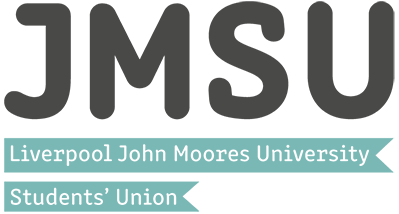 JMSU
Liverpool John Moores University
Students’ Union